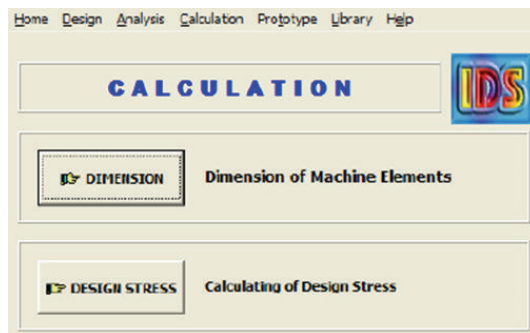 Home Design Analysis Calculation Prototype Library Help
CALCULATION
IDS
DIMENSION Dimension of Machine Elements
DESIGN STRESS Calculating of Design Stress